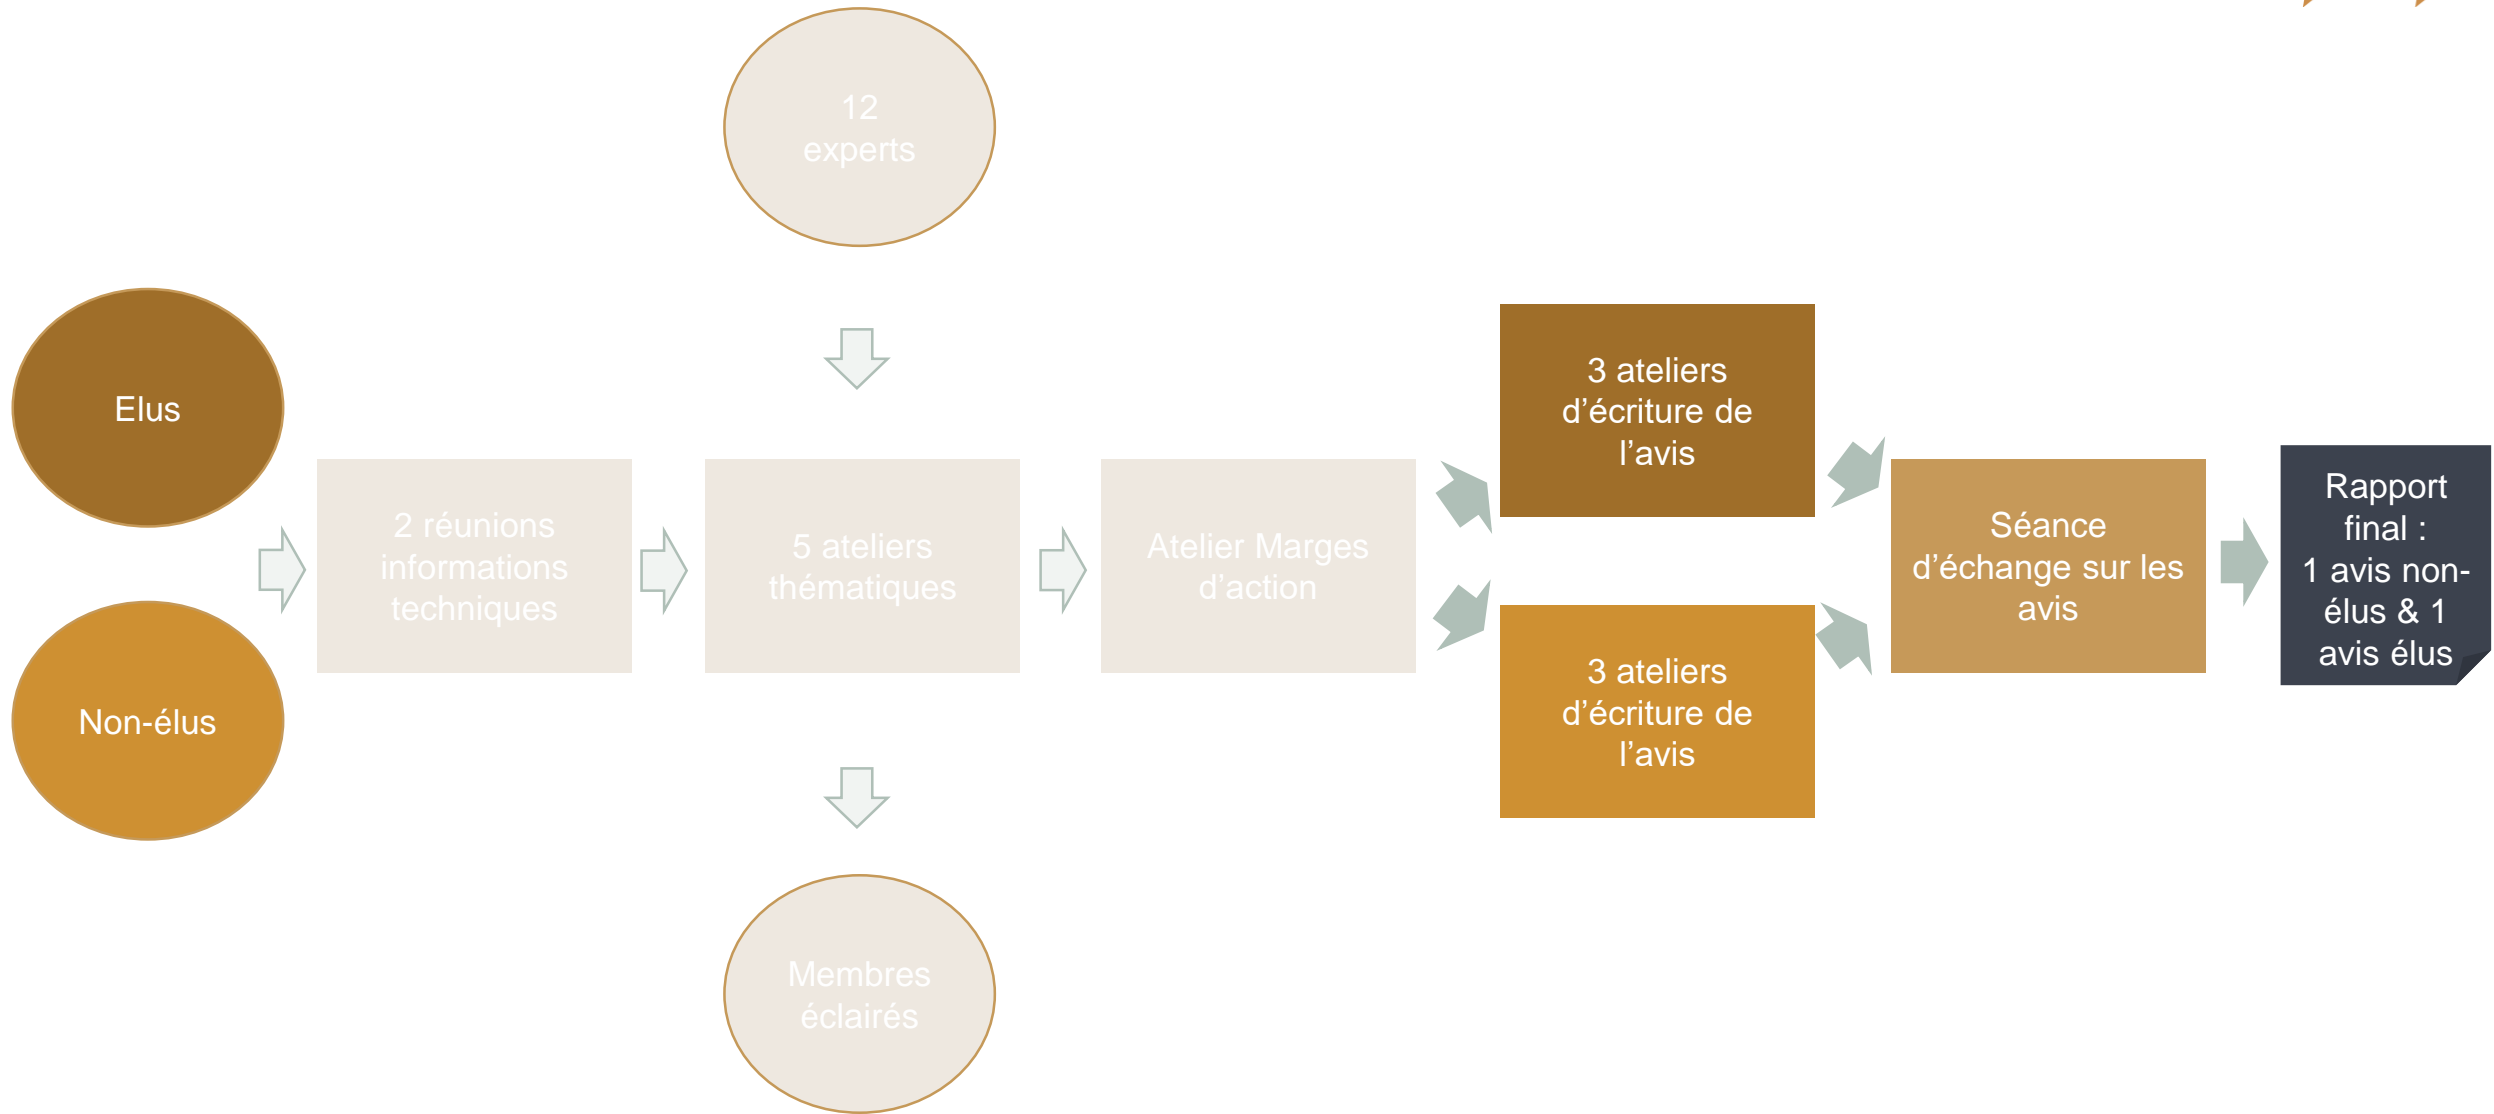 12
experts
Elus
Non-élus
2 réunions
informations
techniques
5 ateliers
thématiques
Atelier Marges
d’action
3 ateliers
d’écriture de
l’avis
3 ateliers
d’écriture de
l’avis
Séance
d’échange sur les
avis
Rapport
final :
1 avis non-
élus & 1
avis élus
Membres
éclairés